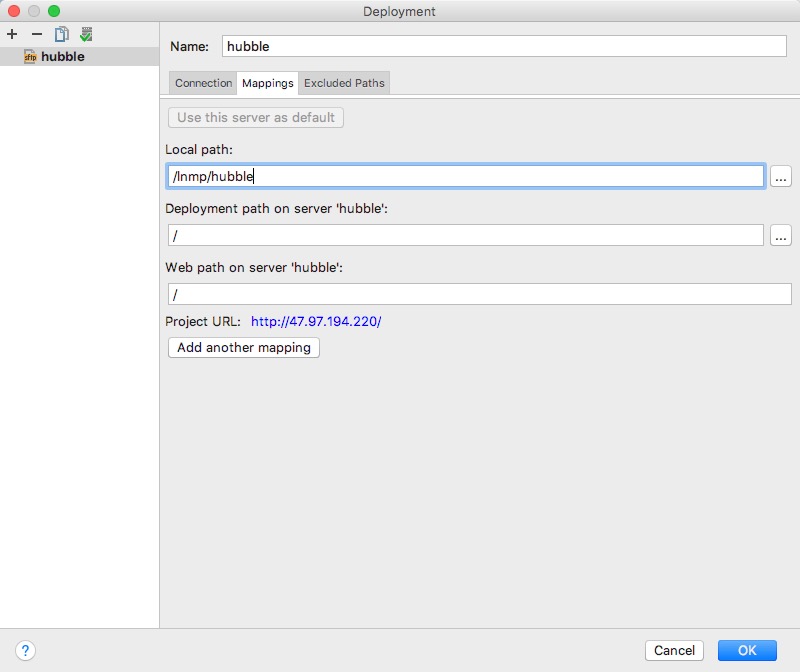 Deployment
hubble
Name: hubble
Connection Mappings Excluded Paths
Use this server as default
Local path:
/lnmp/hubble
...
Deployment path on server 'hubble':
/
...
Web path on server 'hubble':
/
Project URL: http://47.97.194.220/
Add another mapping
? Cancel OK